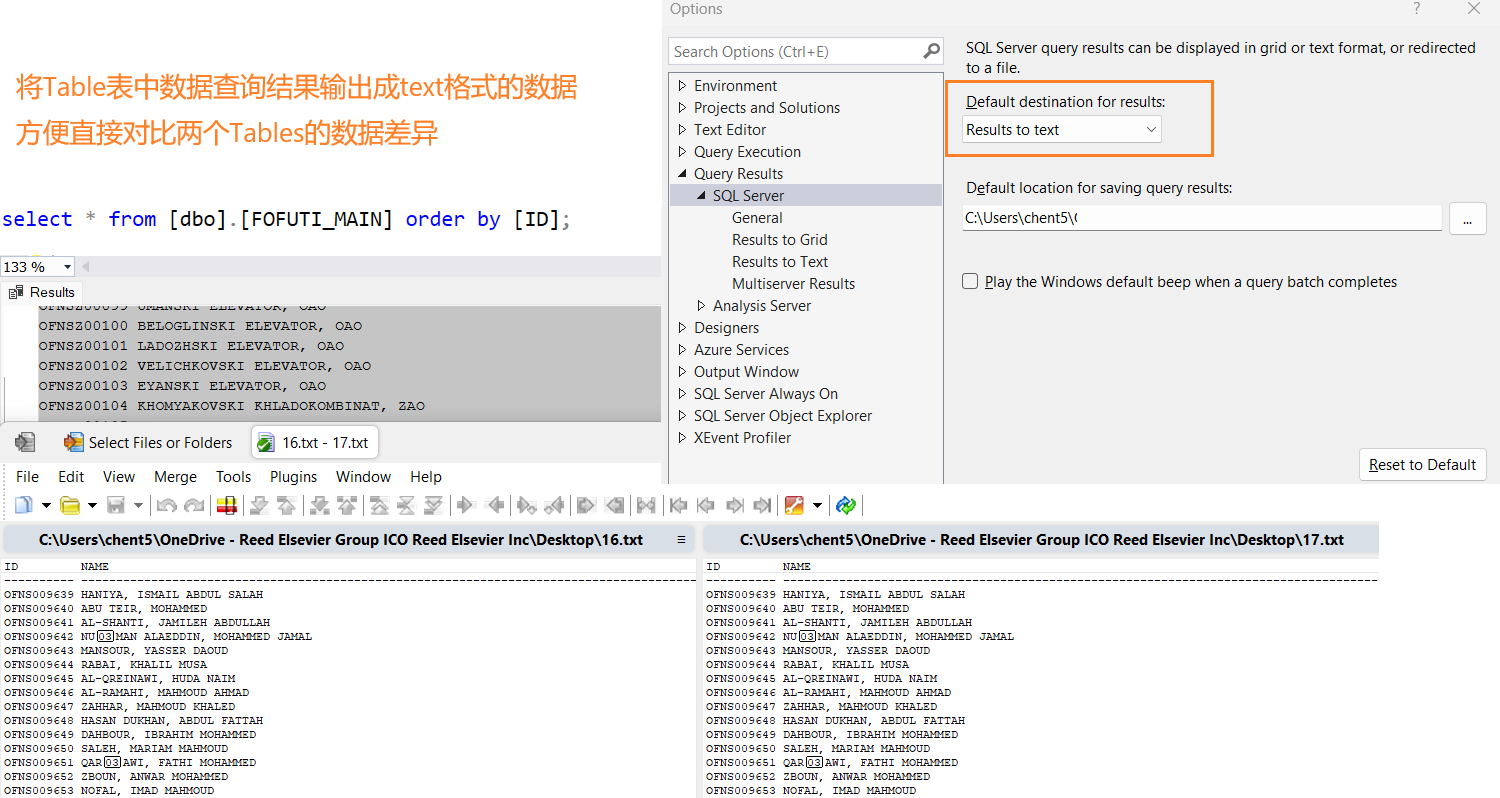 将Table表中数据查询结果输出成text格式的数据
方便直接对比两个Tables的数据差异
select * from [dbo].[FOFUTI_MAIN] order by [ID];
133 %
Results
OFNSZ00099 UMANSKI ELEVATOR, OAO
OFNSZ00100 BELOGLINSKI ELEVATOR, OAO
OFNSZ00101 LADOZHSKI ELEVATOR, OAO
OFNSZ00102 VELICHKOVSKI ELEVATOR, OAO
OFNSZ00103 EYANSKI ELEVATOR, OAO
OFNSZ00104 KHOMYAKOVSKI KHLADOKOMBINAT, ZAO
Options
?
Search Options (Ctrl+E)
Environment
Projects and Solutions
Text Editor
Query Execution
Query Results
SQL Server
General
Results to Grid
Results to Text
Multiserver Results
Analysis Server
Designers
Azure Services
Output Window
SQL Server Always On
SQL Server Object Explorer
XEvent Profiler
SQL Server query results can be displayed in grid or text format, or redirected
to a file.
Default destination for results:
Results to text
Default location for saving query results:
C:\Users\chent5\
...
Play the Windows default beep when a query batch completes
Reset to Default
Select Files or Folders
16.txt - 17.txt
File Edit View Merge Tools Plugins Window Help
C:\Users\chent5\OneDrive - Reed Elsevier Group ICO Reed Elsevier Inc\Desktop\16.txt
ID NAME
---------- ----------
OFNS009639 HANIYA, ISMAIL ABDUL SALAH
OFNS009640 ABU TEIR, MOHAMMED
OFNS009641 AL-SHANTI, JAMILEH ABDULLAH
OFNS009642 NU03MAN ALAEDDIN, MOHAMMED JAMAL
OFNS009643 MANSOUR, YASSER DAOUD
OFNS009644 RABAI, KHALIL MUSA
OFNS009645 AL-QREINAWI, HUDA NAIM
OFNS009646 AL-RAMAHI, MAHMOUD AHMAD
OFNS009647 ZAHHAR, MAHMOUD KHALED
OFNS009648 HASAN DUKHAN, ABDUL FATTAH
OFNS009649 DAHBOUR, IBRAHIM MOHAMMED
OFNS009650 SALEH, MARIAM MAHMOUD
OFNS009651 QAR03AWI, FATHI MOHAMMED
OFNS009652 ZBOUN, ANWAR MOHAMMED
OFNS009653 NOFAL, IMAD MAHMOUD
C:\Users\chent5\OneDrive - Reed Elsevier Group ICO Reed Elsevier Inc\Desktop\17.txt
ID NAME
---------- ----------
OFNS009639 HANIYA, ISMAIL ABDUL SALAH
OFNS009640 ABU TEIR, MOHAMMED
OFNS009641 AL-SHANTI, JAMILEH ABDULLAH
OFNS009642 NU03MAN ALAEDDIN, MOHAMMED JAMAL
OFNS009643 MANSOUR, YASSER DAOUD
OFNS009644 RABAI, KHALIL MUSA
OFNS009645 AL-QREINAWI, HUDA NAIM
OFNS009646 AL-RAMAHI, MAHMOUD AHMAD
OFNS009647 ZAHHAR, MAHMOUD KHALED
OFNS009648 HASAN DUKHAN, ABDUL FATTAH
OFNS009649 DAHBOUR, IBRAHIM MOHAMMED
OFNS009650 SALEH, MARIAM MAHMOUD
OFNS009651 QAR03AWI, FATHI MOHAMMED
OFNS009652 ZBOUN, ANWAR MOHAMMED
OFNS009653 NOFAL, IMAD MAHMOUD